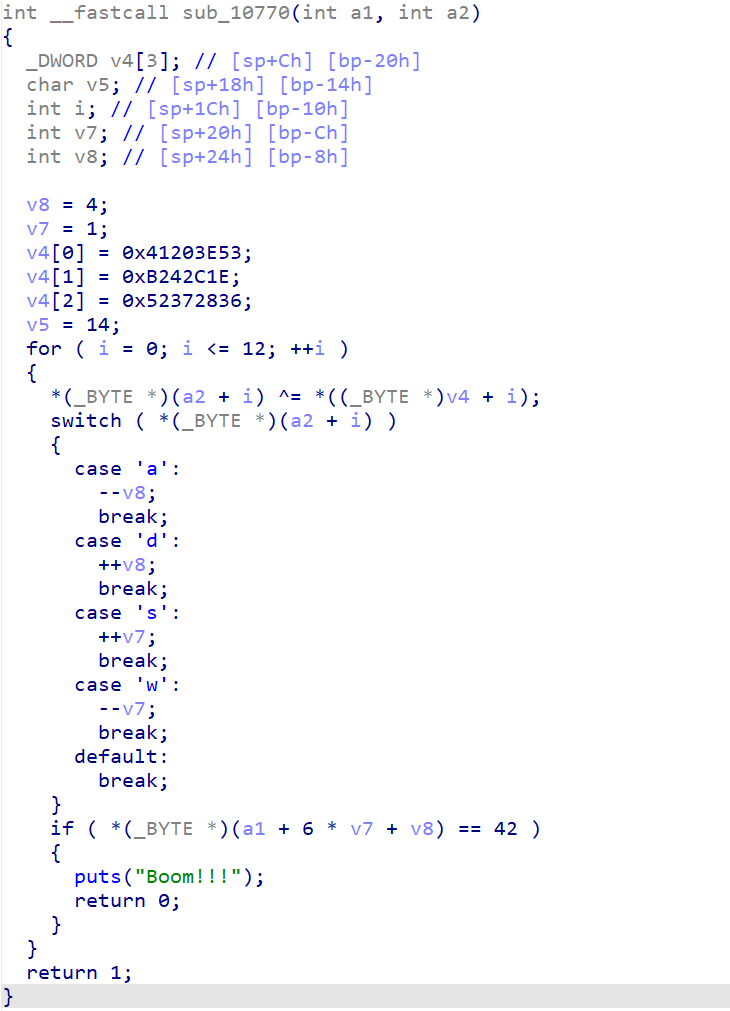 int __fastcall sub_10770(int a1, int a2)
{
  _DWORD v4[3]; // [sp+Ch] [bp-20h]
  char v5; // [sp+18h] [bp-14h]
  int i; // [sp+1Ch] [bp-10h]
  int v7; // [sp+20h] [bp-Ch]
  int v8; // [sp+24h] [bp-8h]

  v8 = 4;
  v7 = 1;
  v4[0] = 0x41203E53;
  v4[1] = 0xB242C1E;
  v4[2] = 0x52372836;
  v5 = 14;
  for ( i = 0; i <= 12; ++i )
  {
    *(_BYTE *)(a2 + i) ^= *((_BYTE *)v4 + i);
    switch ( *(_BYTE *)(a2 + i) )
    {
      case 'a':
        --v8;
        break;
      case 'd':
        ++v8;
        break;
      case 's':
        ++v7;
        break;
      case 'w':
        --v7;
        break;
      default:
        break;
    }
    if ( *(_BYTE *)(a1 + 6 * v7 + v8) == 42 )
    {
      puts("Boom!!!");
      return 0;
    }
  }
  return 1;
}